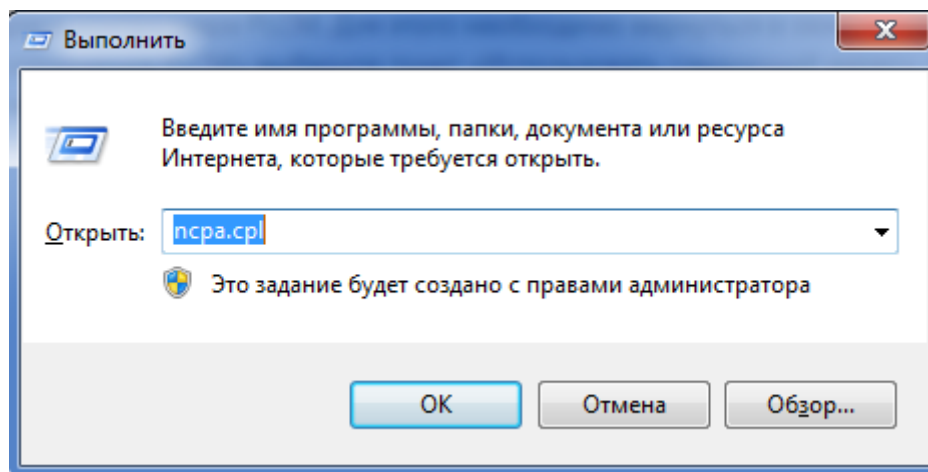 Выполнить
Введите имя программы, папки, документа или ресурса
Интернета, которые требуется открыть.
Открыть: ncpa.cpl
Это задание будет создано с правами администратора
ОК Отмена Обзор...